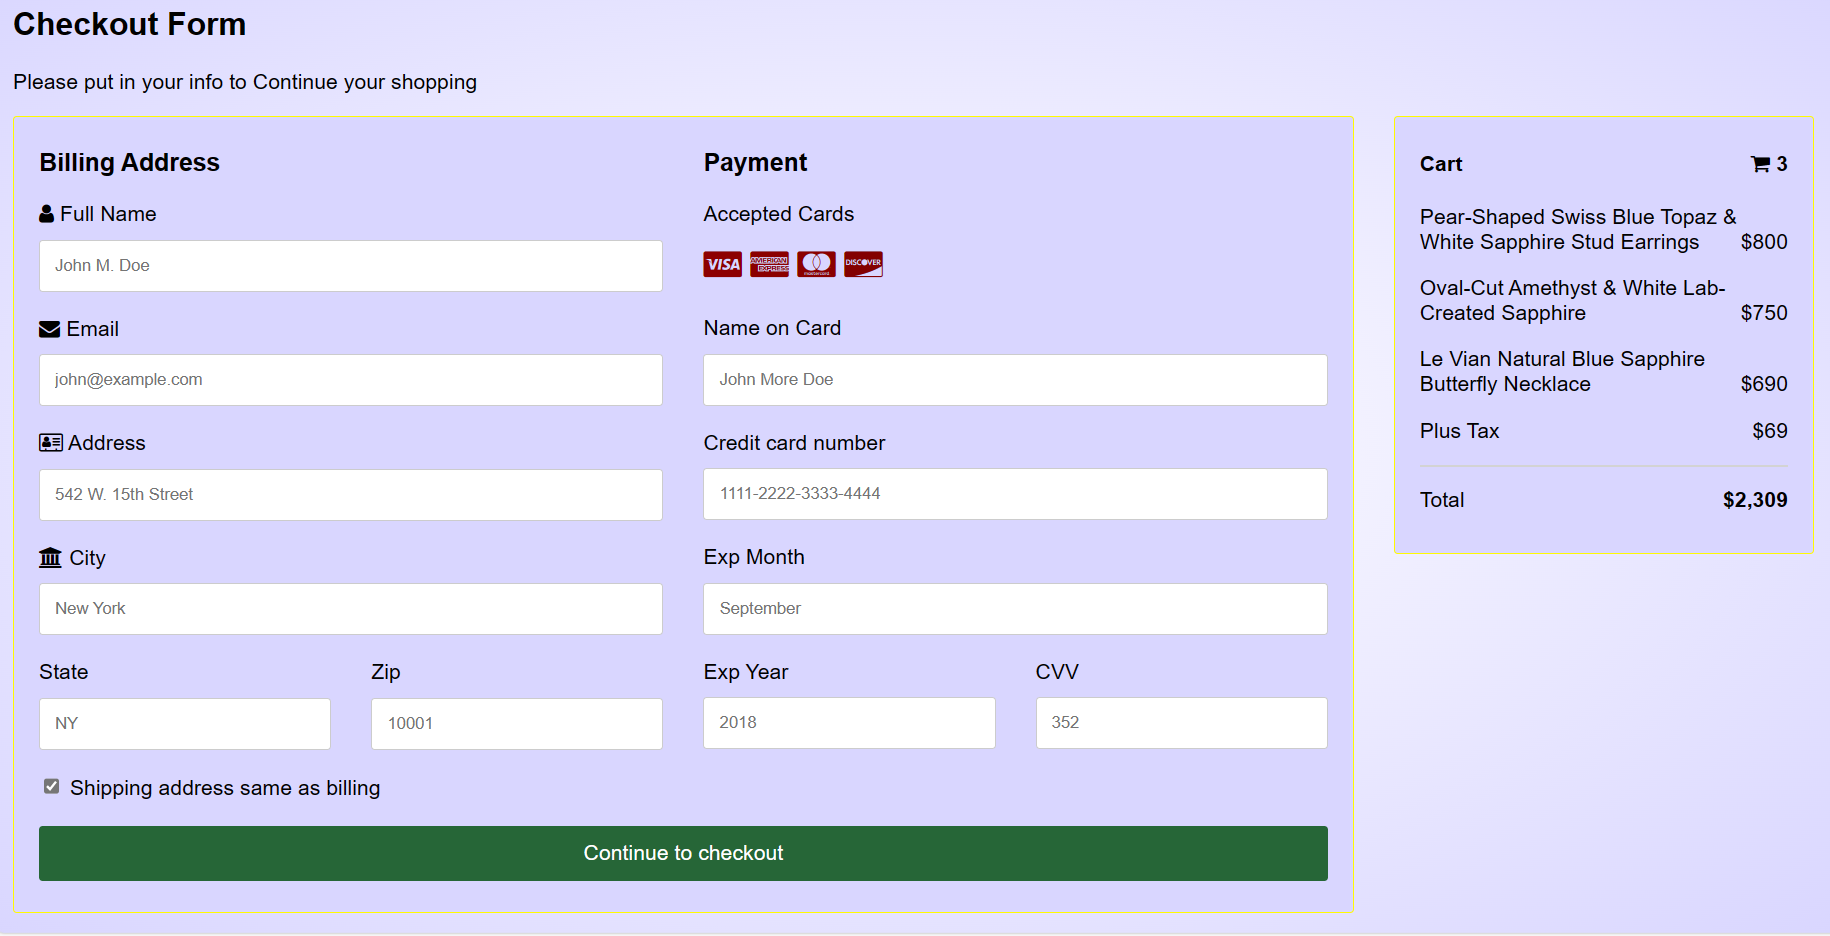 Checkout Form
Please put in your info to Continue your shopping
Billing Address
Full Name
John M. Doe
Email
john@example.com
Address
542 W. 15th Street
City
New York
State
Zip
NY
10001
Shipping address same as billing
Payment
Accepted Cards
VISA
AMERICAN EXPRESS
mastercard
DISCOVER
Name on Card
John More Doe
Credit card number
1111-2222-3333-4444
Exp Month
September
Exp Year
CVV
2018
352
Continue to checkout
Cart 3
Pear-Shaped Swiss Blue Topaz &
White Sapphire Stud Earrings $800
Oval-Cut Amethyst & White Lab-
Created Sapphire $750
Le Vian Natural Blue Sapphire
Butterfly Necklace $690
Plus Tax $69
Total $2,309